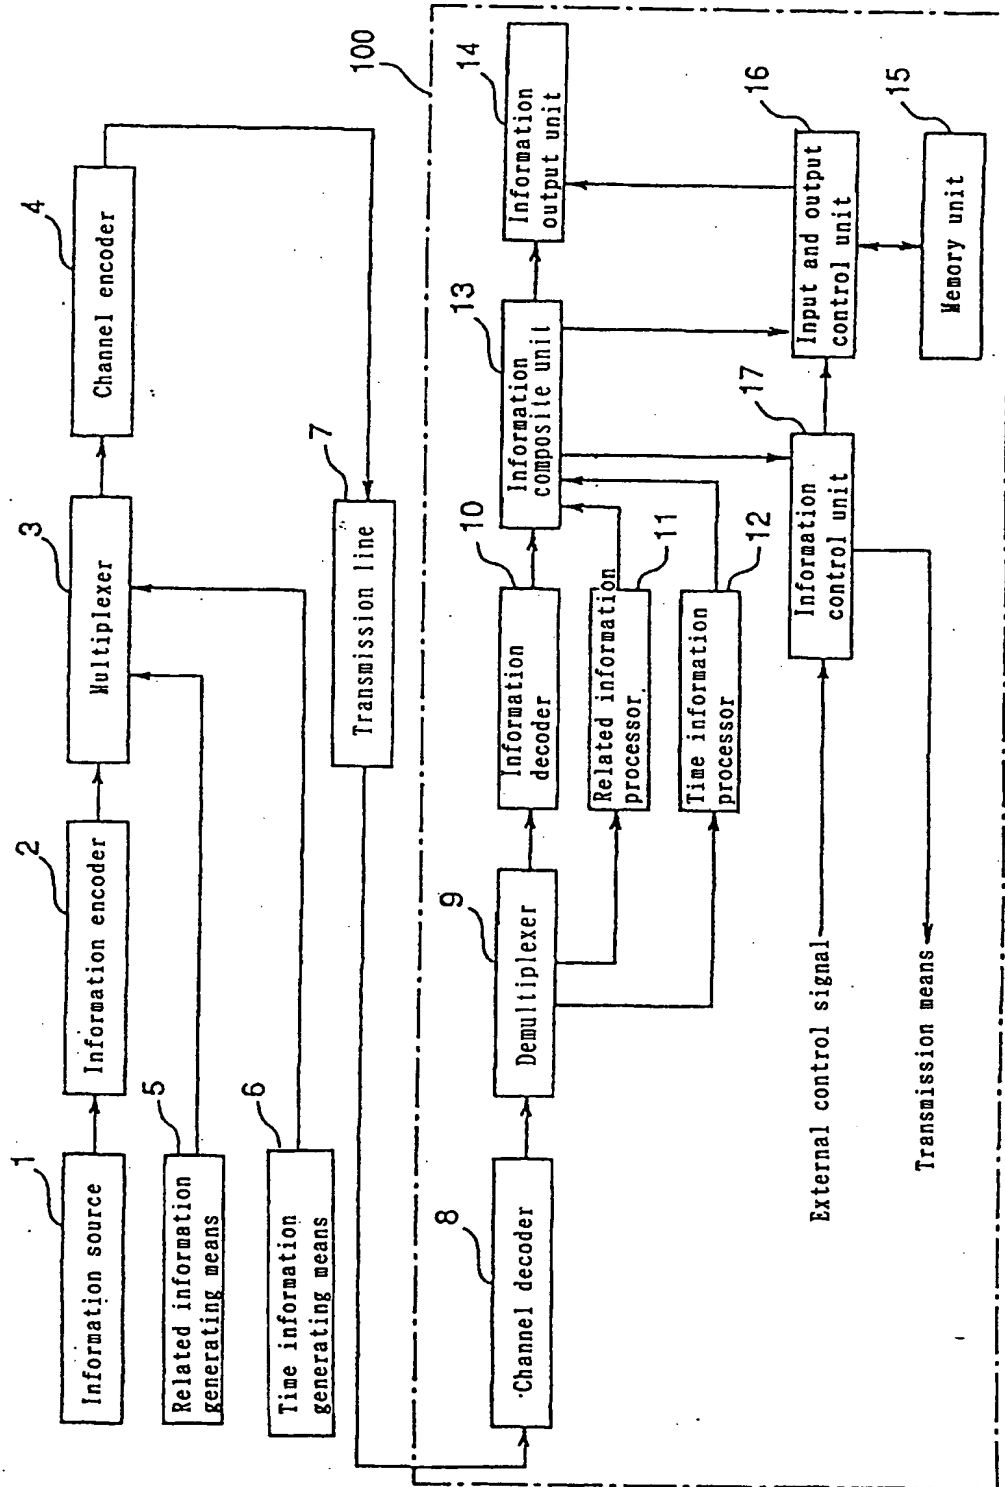 1
Information source
2
Information encoder
3
Multiplexer
4
Channel encoder
5
Related information
generating means
6
Time information
generating means
7
Transmission line
100
8
Channel decoder
9
Demultiplexer
10
Information
decoder
11
Related information
processor
12
Time information
processor
13
Information
composite unit
14
Information
output unit
External control signal
Transmission means
17
Information
control unit
16
Input and output
control unit
15
Memory unit